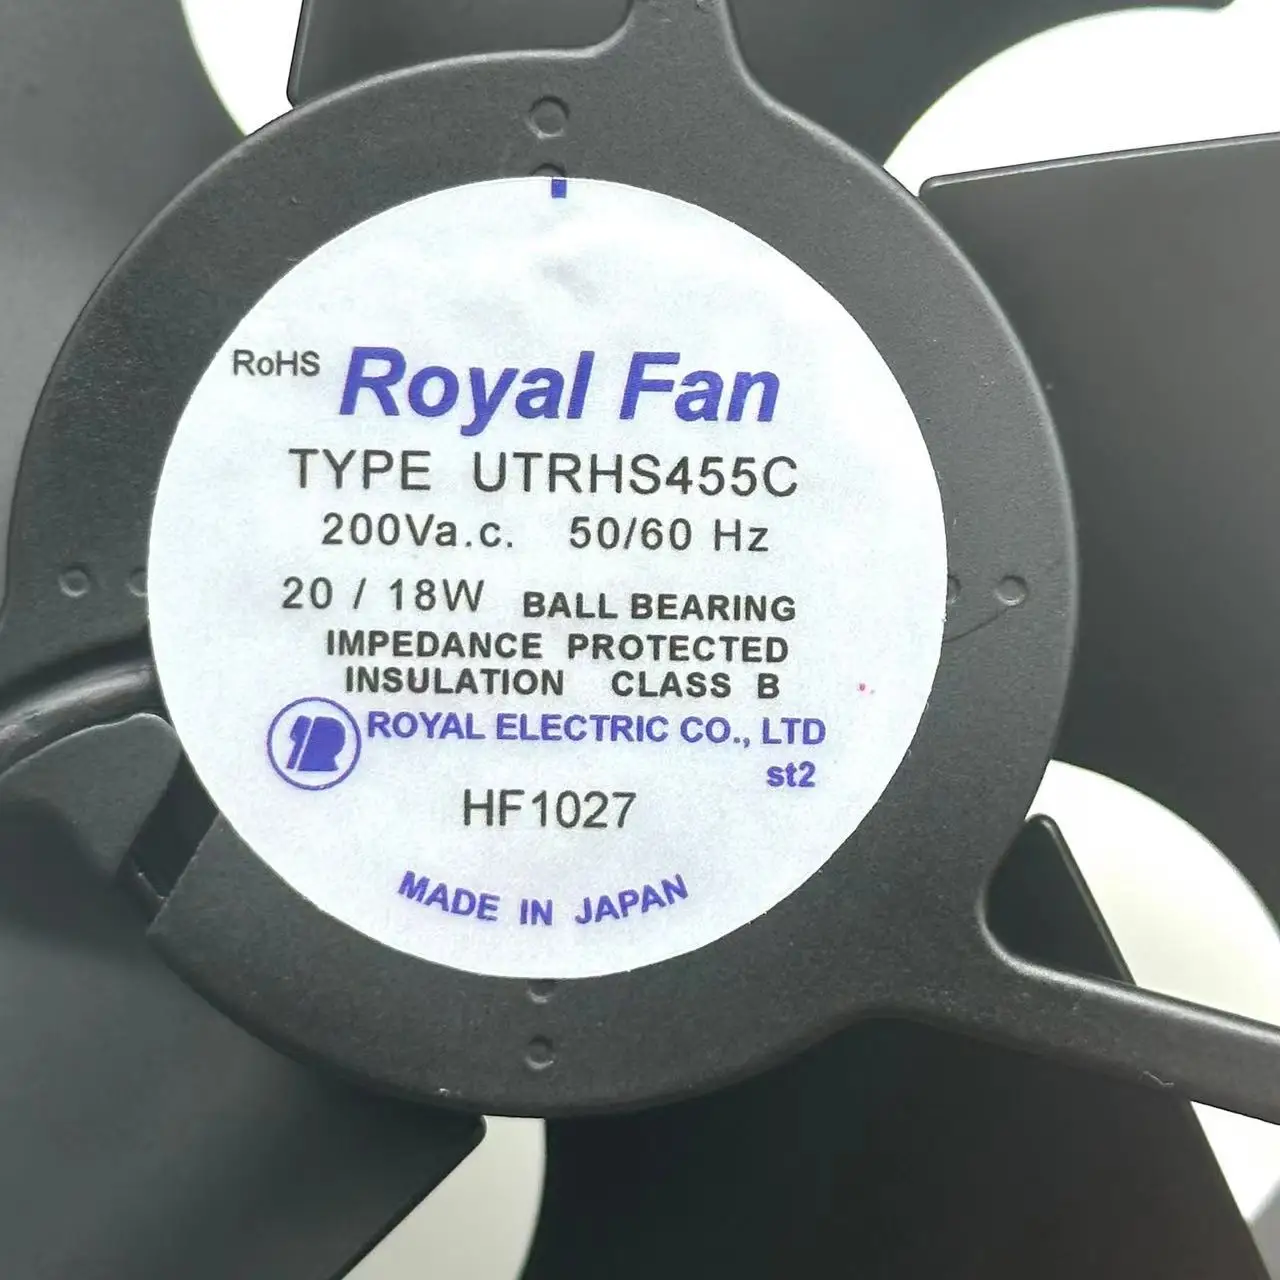 RoHS Royal Fan
TYPE UTRHS455C
200Va.c. 50/60 Hz
20 / 18W BALL BEARING
IMPEDANCE PROTECTED
INSULATION CLASS B
ROYAL ELECTRIC CO., LTD
st2
HF1027
MADE IN JAPAN